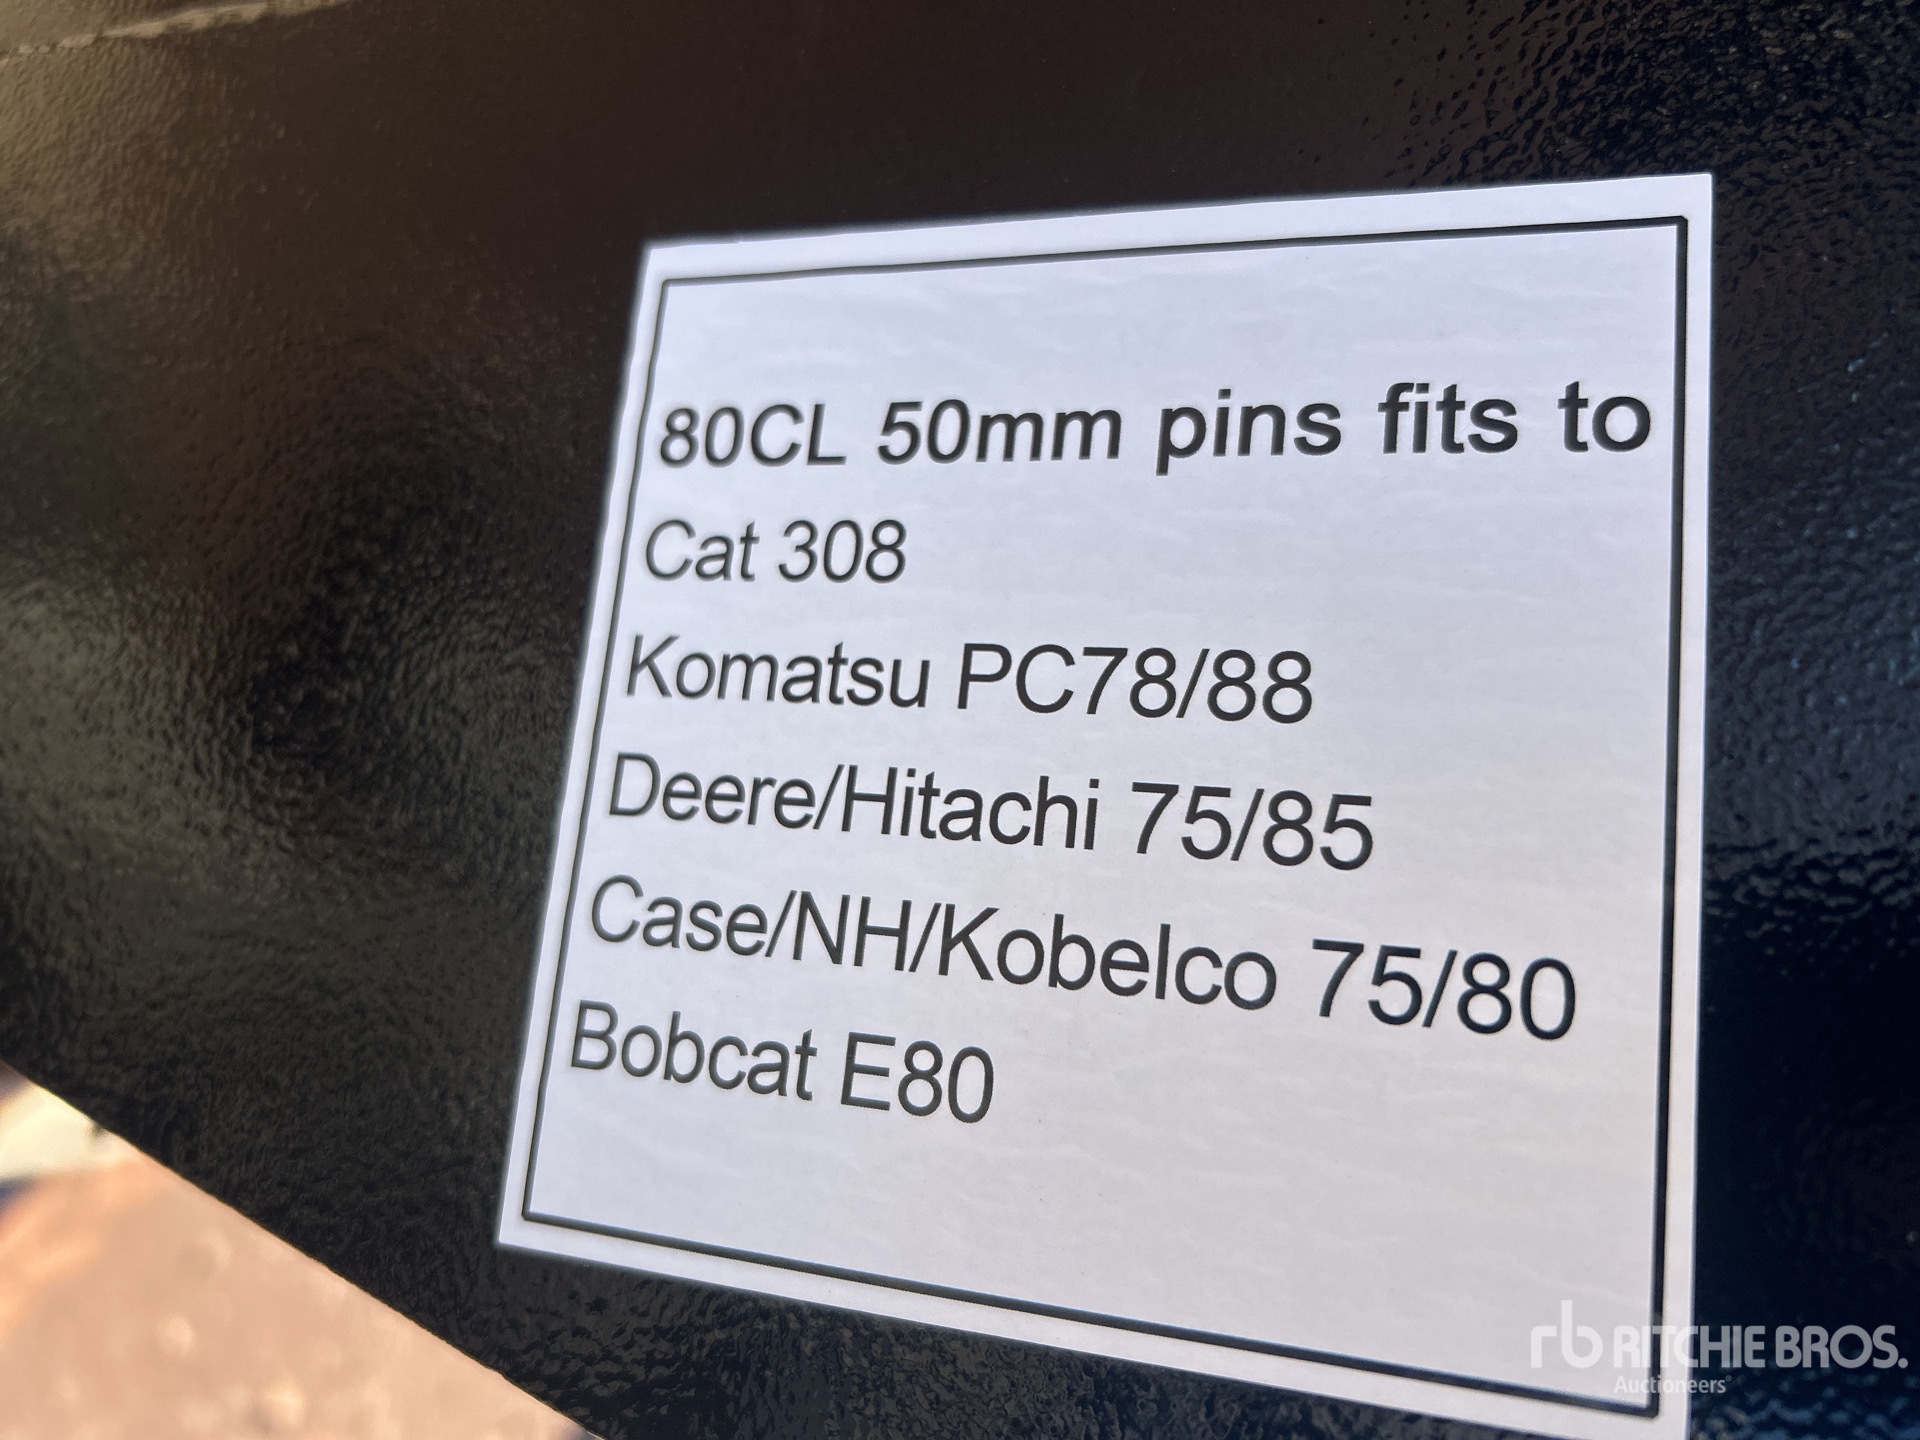 80CL 50mm pins fits to
Cat 308
Komatsu PC78/88
Deere/Hitachi 75/85
Case/NH/Kobelco 75/80
Bobcat E80
rb RITCHIE BROS.
Auctioneers